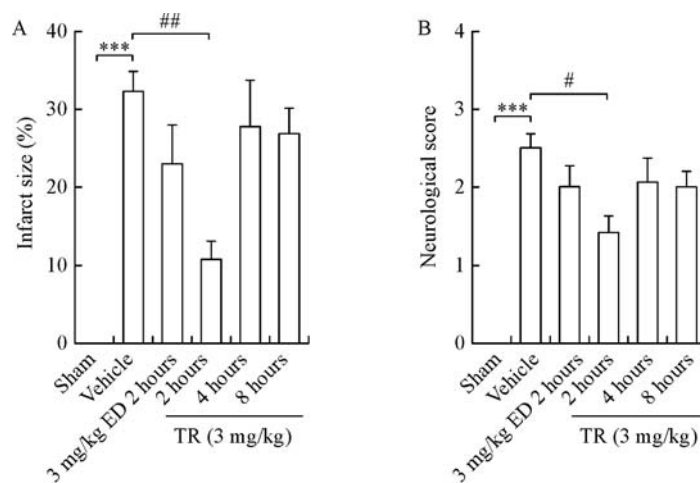 A
##
***
Infarct size (%)
40
30
20
10
0
Sham
Vehicle
3 mg/kg ED 2 hours
2 hours
4 hours
8 hours
TR (3 mg/kg)
B
#
***
Neurological score
4
3
2
1
0
Sham
Vehicle
3 mg/kg ED 2 hours
2 hours
4 hours
8 hours
TR (3 mg/kg)